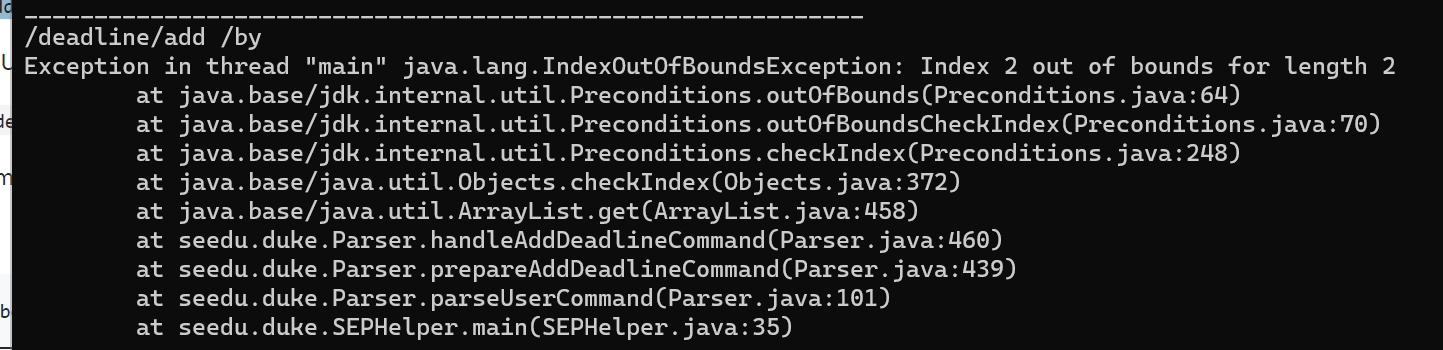 ____________________________________________________________
/deadline/add /by
Exception in thread "main" java.lang.IndexOutOfBoundsException: Index 2 out of bounds for length 2
        at java.base/jdk.internal.util.Preconditions.outOfBounds(Preconditions.java:64)
        at java.base/jdk.internal.util.Preconditions.outOfBoundsCheckIndex(Preconditions.java:70)
        at java.base/jdk.internal.util.Preconditions.checkIndex(Preconditions.java:248)
        at java.base/java.util.Objects.checkIndex(Objects.java:372)
        at java.base/java.util.ArrayList.get(ArrayList.java:458)
        at seedu.duke.Parser.handleAddDeadlineCommand(Parser.java:460)
        at seedu.duke.Parser.prepareAddDeadlineCommand(Parser.java:439)
        at seedu.duke.Parser.parseUserCommand(Parser.java:101)
        at seedu.duke.SEPHelper.main(SEPHelper.java:35)